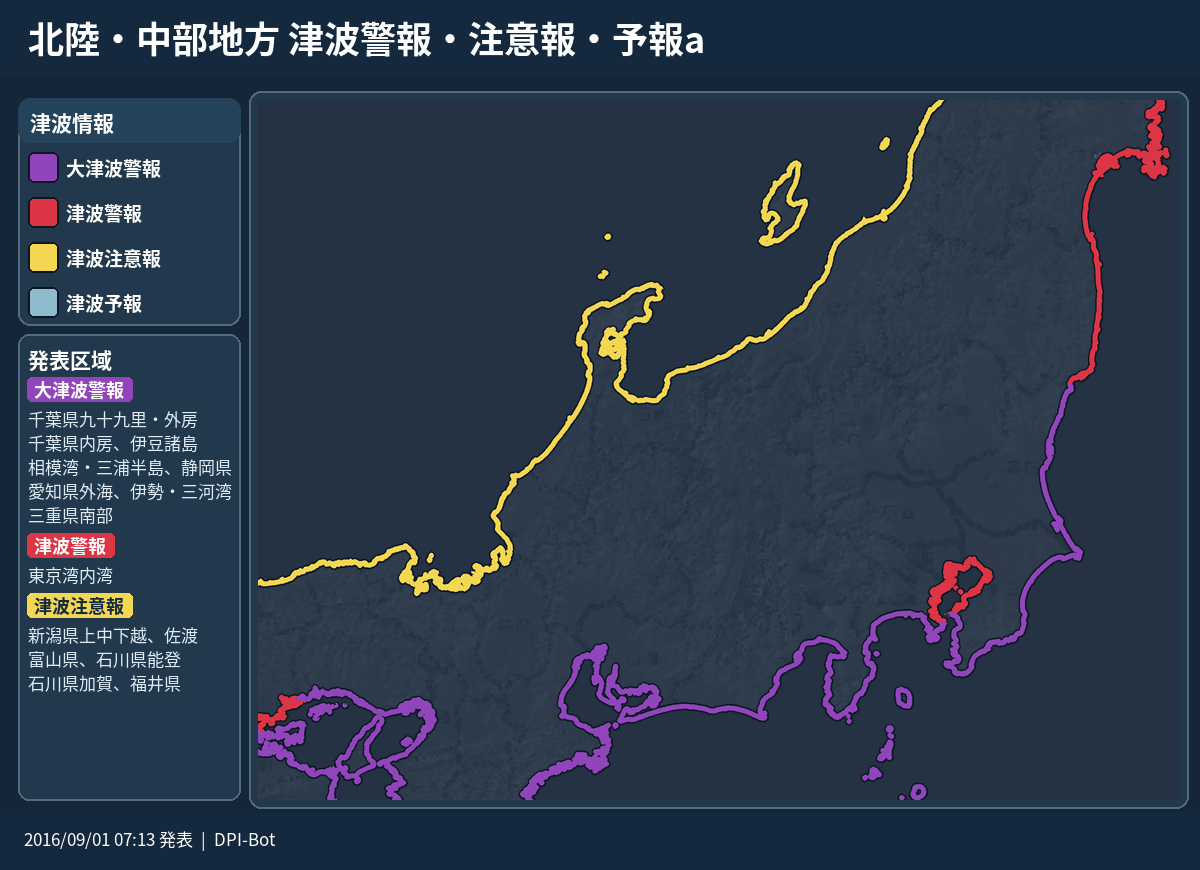 北陸・中部地方 津波警報・注意報・予報a
津波情報
大津波警報
津波警報
津波注意報
津波予報
発表区域
大津波警報
千葉県九十九里・外房
千葉県内房、伊豆諸島
相模湾・三浦半島、静岡県
愛知県外海、伊勢・三河湾
三重県南部
津波警報
東京湾内湾
津波注意報
新潟県上中下越、佐渡
富山県、石川県能登
石川県加賀、福井県
2016/09/01 07:13 発表｜DPI-Bot